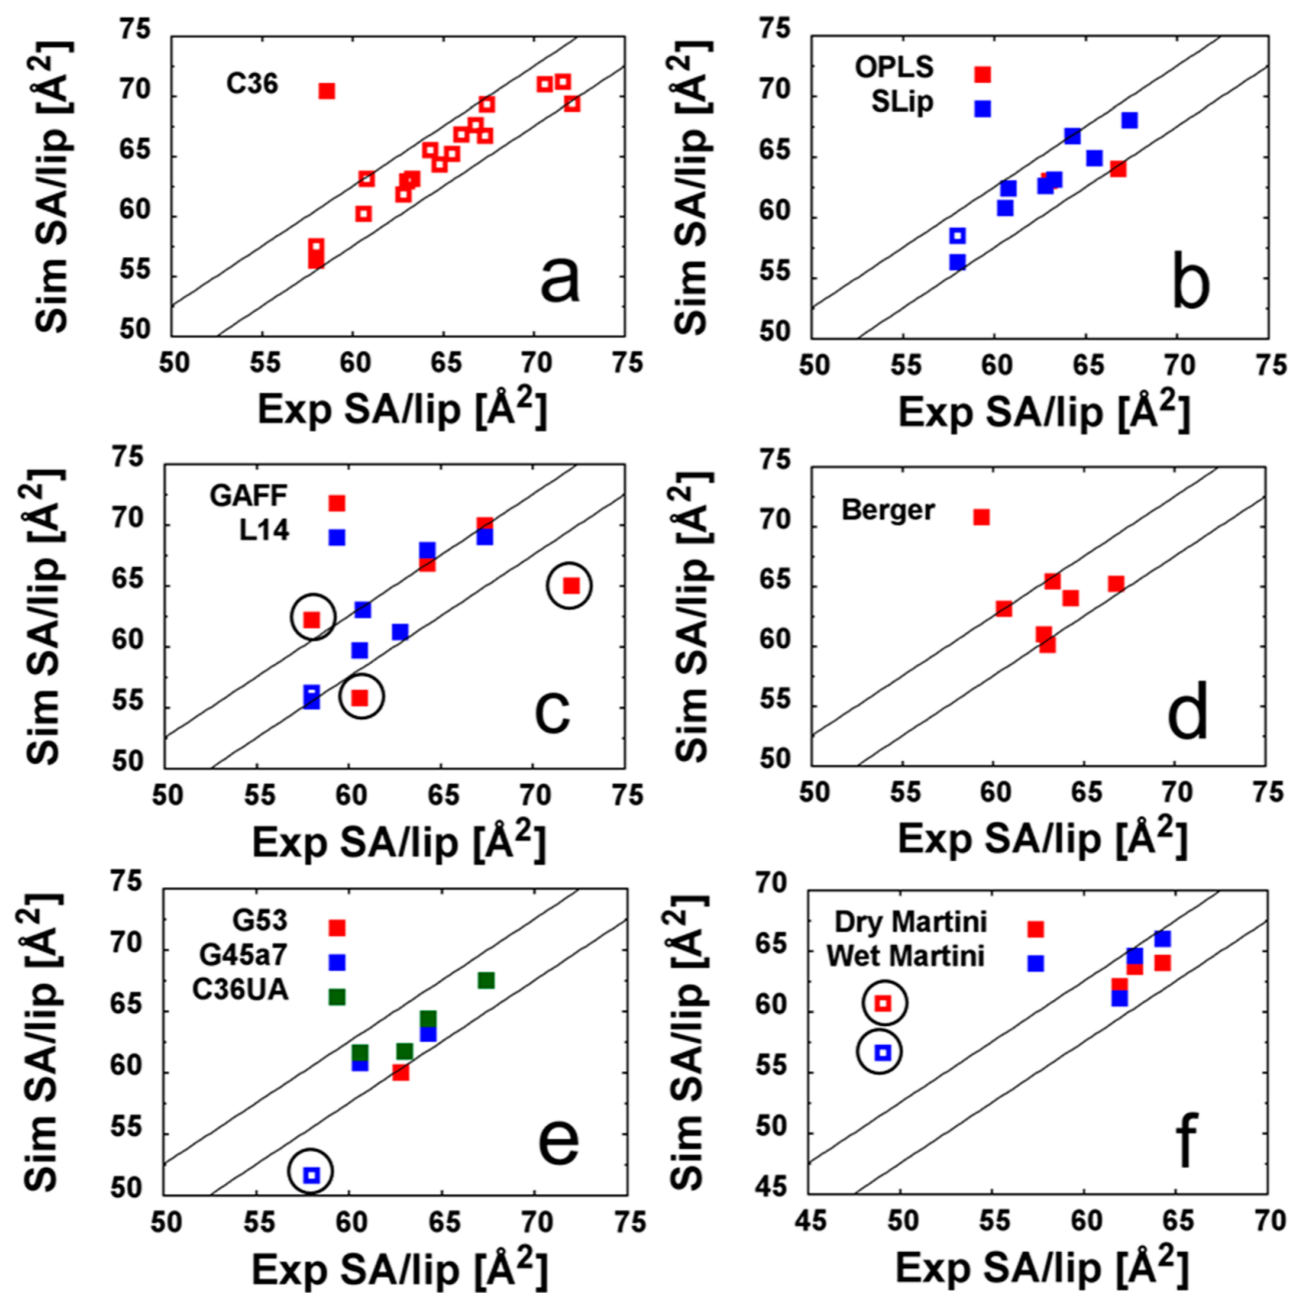 75
70
65
60
55
50
Sim SA/lip [Å²]
C36
a
50 55 60 65 70 75
Exp SA/lip [Å²]
75
70
65
60
55
50
Sim SA/lip [Å²]
OPLS
SLip
b
50 55 60 65 70 75
Exp SA/lip [Å²]
75
70
65
60
55
50
Sim SA/lip [Å²]
GAFF
L14
c
50 55 60 65 70 75
Exp SA/lip [Å²]
75
70
65
60
55
50
Sim SA/lip [Å²]
Berger
d
50 55 60 65 70 75
Exp SA/lip [Å²]
75
70
65
60
55
50
Sim SA/lip [Å²]
G53
G45a7
C36UA
e
50 55 60 65 70 75
Exp SA/lip [Å²]
70
65
60
55
50
45
Sim SA/lip [Å²]
Dry Martini
Wet Martini
f
45 50 55 60 65 70
Exp SA/lip [Å²]